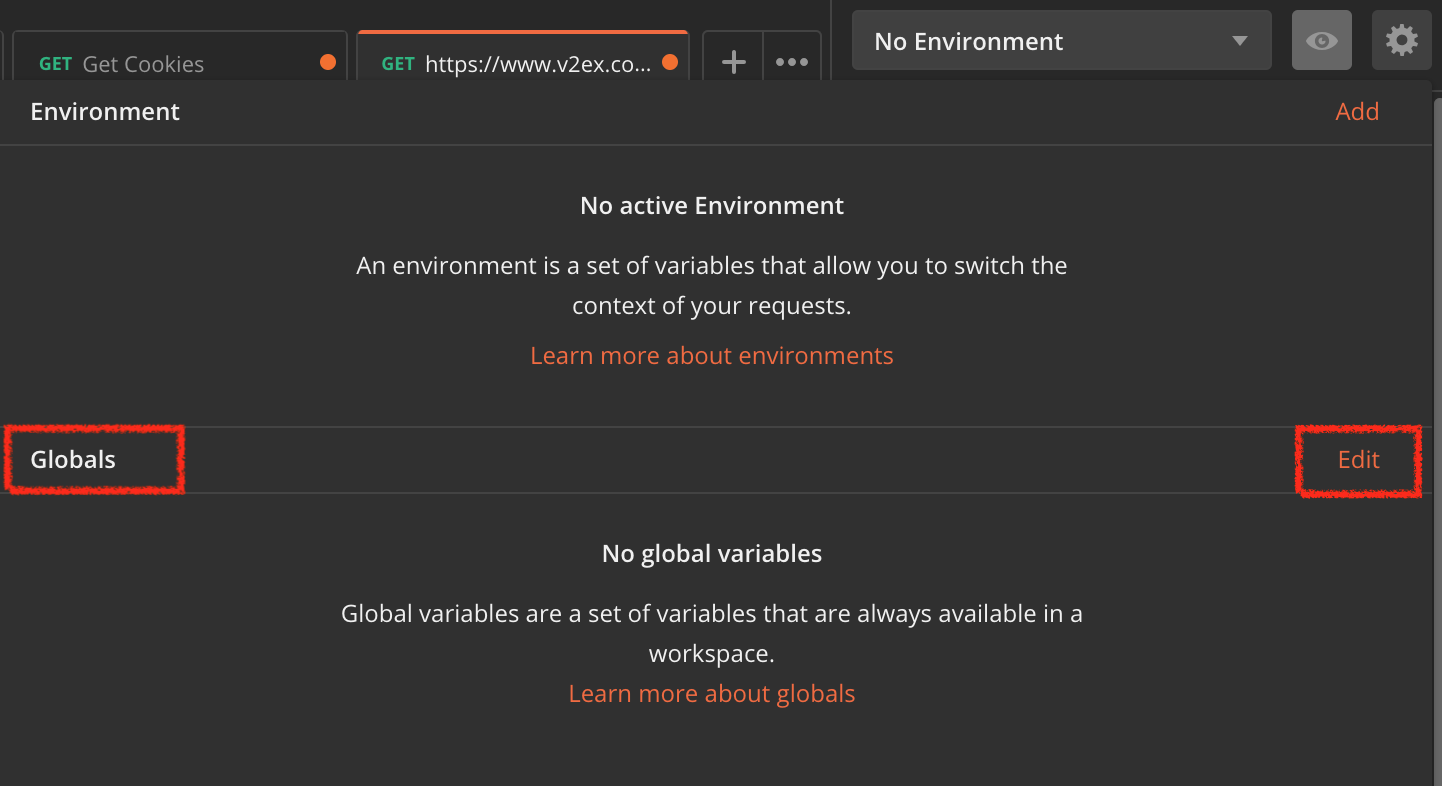 GET Get Cookies
GET https://www.v2ex.co...
No Environment
Environment
Add
No active Environment
An environment is a set of variables that allow you to switch the
context of your requests.
Learn more about environments
Globals
Edit
No global variables
Global variables are a set of variables that are always available in a
workspace.
Learn more about globals